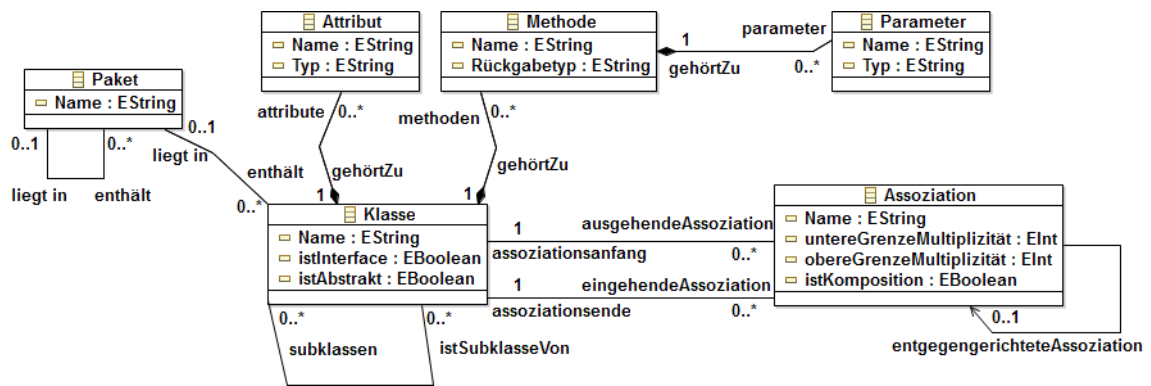 Attribut
Name : EString
Typ : EString
Methode
Name : EString
Rückgabetyp : EString
1
gehörtZu
parameter
0..*
Parameter
Name : EString
Typ : EString
Paket
Name : EString
0..1
0..*
liegt in
enthält
0..1
liegt in
enthält
0..*
attribute
0..*
gehörtZu
1
methoden
0..*
gehörtZu
1
Klasse
Name : EString
istInterface : EBoolean
istAbstrakt : EBoolean
0..*
0..*
subklassen
istSubklasseVon
1
ausgehendeAssoziation
assoziationsanfang
0..*
1
eingehendeAssoziation
assoziationsende
0..*
Assoziation
Name : EString
untereGrenzeMultiplizität : EInt
obereGrenzeMultiplizität : EInt
istKomposition : EBoolean
0..1
entgegengerichteteAssoziation